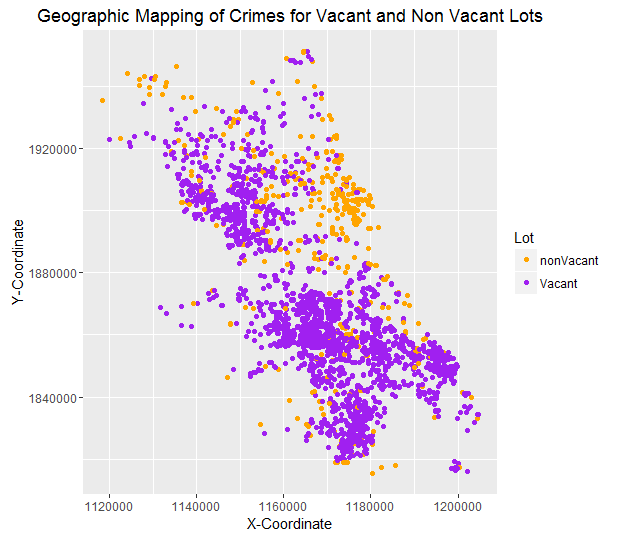 Geographic Mapping of Crimes for Vacant and Non Vacant Lots
Y-Coordinate
1920000
1880000
1840000
1120000 1140000 1160000 1180000 1200000
X-Coordinate
Lot
nonVacant
Vacant